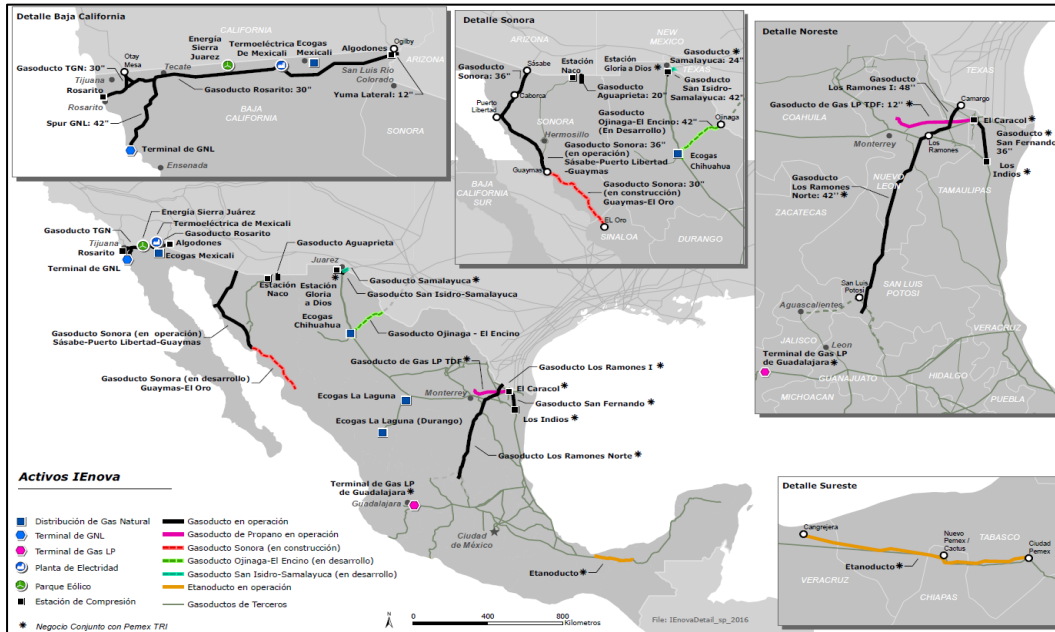 Detalle Baja California
CALIFORNIA
Otay
Mesa
Gasoducto TGN: 30"
Tijuana
Rosarito
Rosarito
Tecate
Energía
Sierra
Juarez
Termoeléctrica
De Mexicali
Ecogas
Mexicali
Algodones
Ogilby
ARIZONA
San Luis Río
Colorado
Gasoducto Rosarito: 30"
Yuma Lateral: 12"
BAJA
CALIFORNIA
Spur GNL: 42"
SONORA
Terminal de GNL
Ensenada
Detalle Sonora
ARIZONA
NEW
MEXICO
TEXAS
Gasoducto
Sonora: 36"
Sásabe
Estación
Naco
Estación
Gloria a Dios
Gasoducto
Samalayuca: 24"
Gasoducto
San Isidro-
Samalayuca: 42"
Gasoducto
Aguaprieta: 20"
Caborca
Puerto
Libertad
SONORA
Hermosillo
Gasoducto
Ojinaga-El Encino: 42"
(En Desarrollo)
Ojinaga
Gasoducto Sonora: 36"
(en operación)
Sásabe-Puerto Libertad
-Guaymas
Ecogas
Chihuahua
Guaymas
BAJA
CALIFORNIA
SUR
Gasoducto Sonora: 30"
(en construcción)
Guaymas-El Oro
EL Oro
SINALOA
DURANGO
Detalle Noreste
TEXAS
Gasoducto
Los Ramones I: 48''
Gasoducto de Gas LP TDF: 12''
Camargo
El Caracol
COAHUILA
Monterrey
Los
Ramones
Gasoducto
San Fernando
36"
Los
Indios
NUEVO
LEON
TAMAULIPAS
Gasoducto
Los Ramones
Norte: 42''
ZACATECAS
San Luis
Potosí
SAN LUIS
POTOSÍ
Aguascalientes
JALISCO
Leon
VERACRUZ
Terminal de Gas LP
de Guadalajara
GUANAJUATO
HIDALGO
MICHOACAN
PUEBLA
Energía Sierra Juárez
Termoeléctrica de Mexicali
Gasoducto TGN
Gasoducto Rosarito
Tijuana
Algodones
Rosarito
Ecogas Mexicali
Terminal de GNL
Gasoducto Aguaprieta
Juarez
Estación
Naco
Estación
Gloria
a Dios
Gasoducto Samalayuca
Gasoducto San Isidro-Samalayuca
Ecogas
Chihuahua
Gasoducto Ojinaga - El Encino
Gasoducto Sonora (en operación)
Sásabe-Puerto Libertad-Guaymas
Gasoducto Sonora (en desarrollo)
Guaymas-El Oro
Gasoducto de Gas LP TDF
Gasoducto Los Ramones I
El Caracol
Ecogas La Laguna
Monterrey
Gasoducto San Fernando
Los Indios
Ecogas La Laguna (Durango)
Gasoducto Los Ramones Norte
Terminal de Gas LP
de Guadalajara
Guadalajara
Ciudad
de México
Etanoducto
Activos IEnova
Distribución de Gas Natural
Terminal de GNL
Terminal de Gas LP
Planta de Electridad
Parque Eólico
Estación de Compresión
Negocio Conjunto con Pemex TRI
Gasoducto en operación
Gasoducto de Propano en operación
Gasoducto Sonora (en construcción)
Gasoducto Ojinaga-El Encino (en desarrollo)
Gasoducto San Isidro-Samalayuca (en desarrollo)
Etanoducto en operación
Gasoductos de Terceros
N
0 400 800
Kilometros
File: IEnovaDetail_sp_2016
Detalle Sureste
Cangrejera
Nuevo
Pemex /
Cactus
TABASCO
Ciudad
Pemex
Etanoducto
VERACRUZ
CHIAPAS